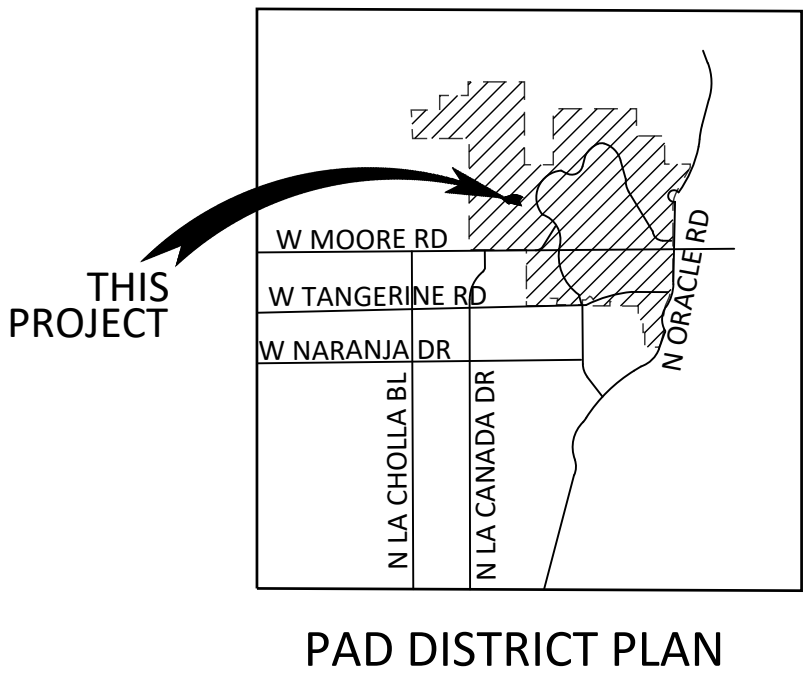 W MOORE RD
THIS
PROJECT
W TANGERINE RD
W NARANJA DR
N LA CHOLLA BL
N LA CANADA DR
N ORACLE RD
PAD DISTRICT PLAN